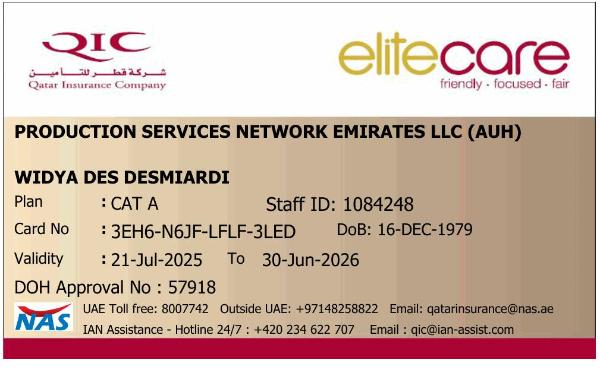 QIC
شركة قطر للتأمين
Qatar Insurance Company
elitecare
friendly - focused - fair
PRODUCTION SERVICES NETWORK EMIRATES LLC (AUH)
WIDYA DES DESMIARDI
Plan : CAT A Staff ID: 1084248
Card No : 3EH6-N6JF-LFLF-3LED DoB: 16-DEC-1979
Validity : 21-Jul-2025 To 30-Jun-2026
DOH Approval No : 57918
NAS
UAE Toll free: 8007742 Outside UAE: +97148258822 Email: qatarinsurance@nas.ae
IAN Assistance - Hotline 24/7 : +420 234 622 707 Email : qic@ian-assist.com